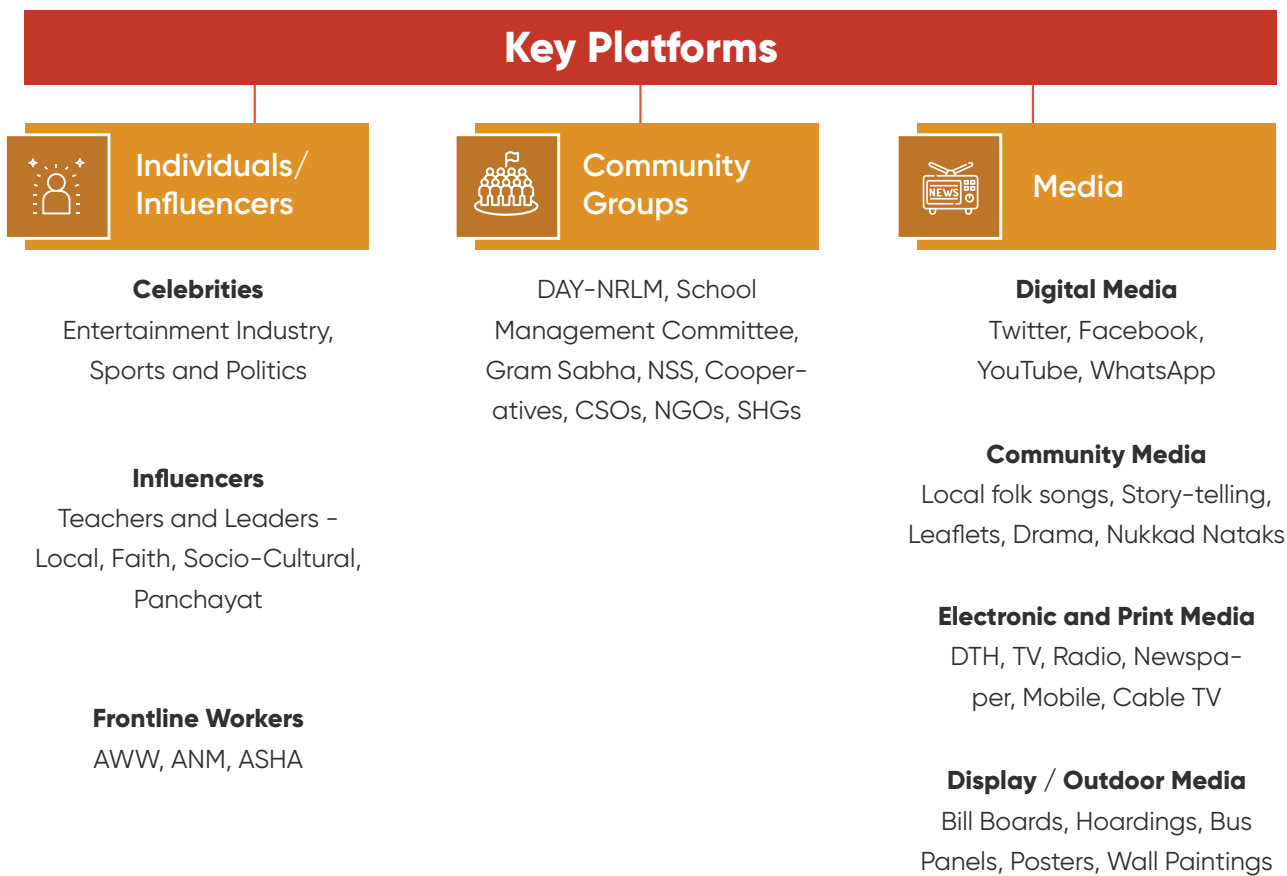 Key Platforms
Individuals/
Influencers
Celebrities
Entertainment Industry,
Sports and Politics
Influencers
Teachers and Leaders -
Local, Faith, Socio-Cultural,
Panchayat
Frontline Workers
AWW, ANM, ASHA
Community
Groups
DAY-NRLM, School
Management Committee,
Gram Sabha, NSS, Cooper-
atives, CSOs, NGOs, SHGs
NEWS
Media
Digital Media
Twitter, Facebook,
YouTube, WhatsApp
Community Media
Local folk songs, Story-telling,
Leaflets, Drama, Nukkad Nataks
Electronic and Print Media
DTH, TV, Radio, Newspa-
per, Mobile, Cable TV
Display / Outdoor Media
Bill Boards, Hoardings, Bus
Panels, Posters, Wall Paintings